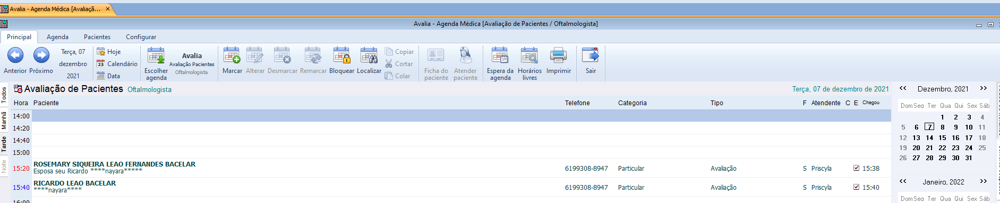 Avalia - Agenda Médica [Avaliaçã... ×
Avalia - Agenda Médica [Avaliação de Pacientes / Oftalmologista]
Principal Agenda Pacientes Configurar
Anterior
Próximo
Terça, 07
dezembro
2021
Hoje
23 Calendário
Data
Escolher
agenda
Avalia
Avaliação Pacientes
Oftalmologista
Marcar
Alterar
Desmarcar
Remarcar
Bloquear
Localizar
Copiar
Cortar
Colar
Ficha do
paciente
Atender
paciente
Espera da
agenda
Horários
livres
Imprimir
Sair
Todos
Manhã
Tarde
Noite
Avaliação de Pacientes Oftalmologista Terça, 07 de dezembro de 2021
Hora Paciente Telefone Categoria Tipo F Atendente C E Chegou
14:00
14:20
14:40
15:00
ROSEMARY SIQUEIRA LEAO FERNANDES BACELAR
15:20 Esposa seu Ricardo ****nayara***** 6199308-8947 Particular Avaliação S Priscyla 15:38
RICARDO LEAO BACELAR
15:40 ****nayara**** 6199308-8947 Particular Avaliação S Priscyla 15:40
16:00
<< Dezembro, 2021 >>
Dom Seg Ter Qua Qui Sex Sáb
1 2 3 4
5 6 7 8 9 10 11
12 13 14 15 16 17 18
19 20 21 22 23 24 25
26 27 28 29 30 31
<< Janeiro, 2022 >>
Dom Seg Ter Qua Qui Sex Sáb